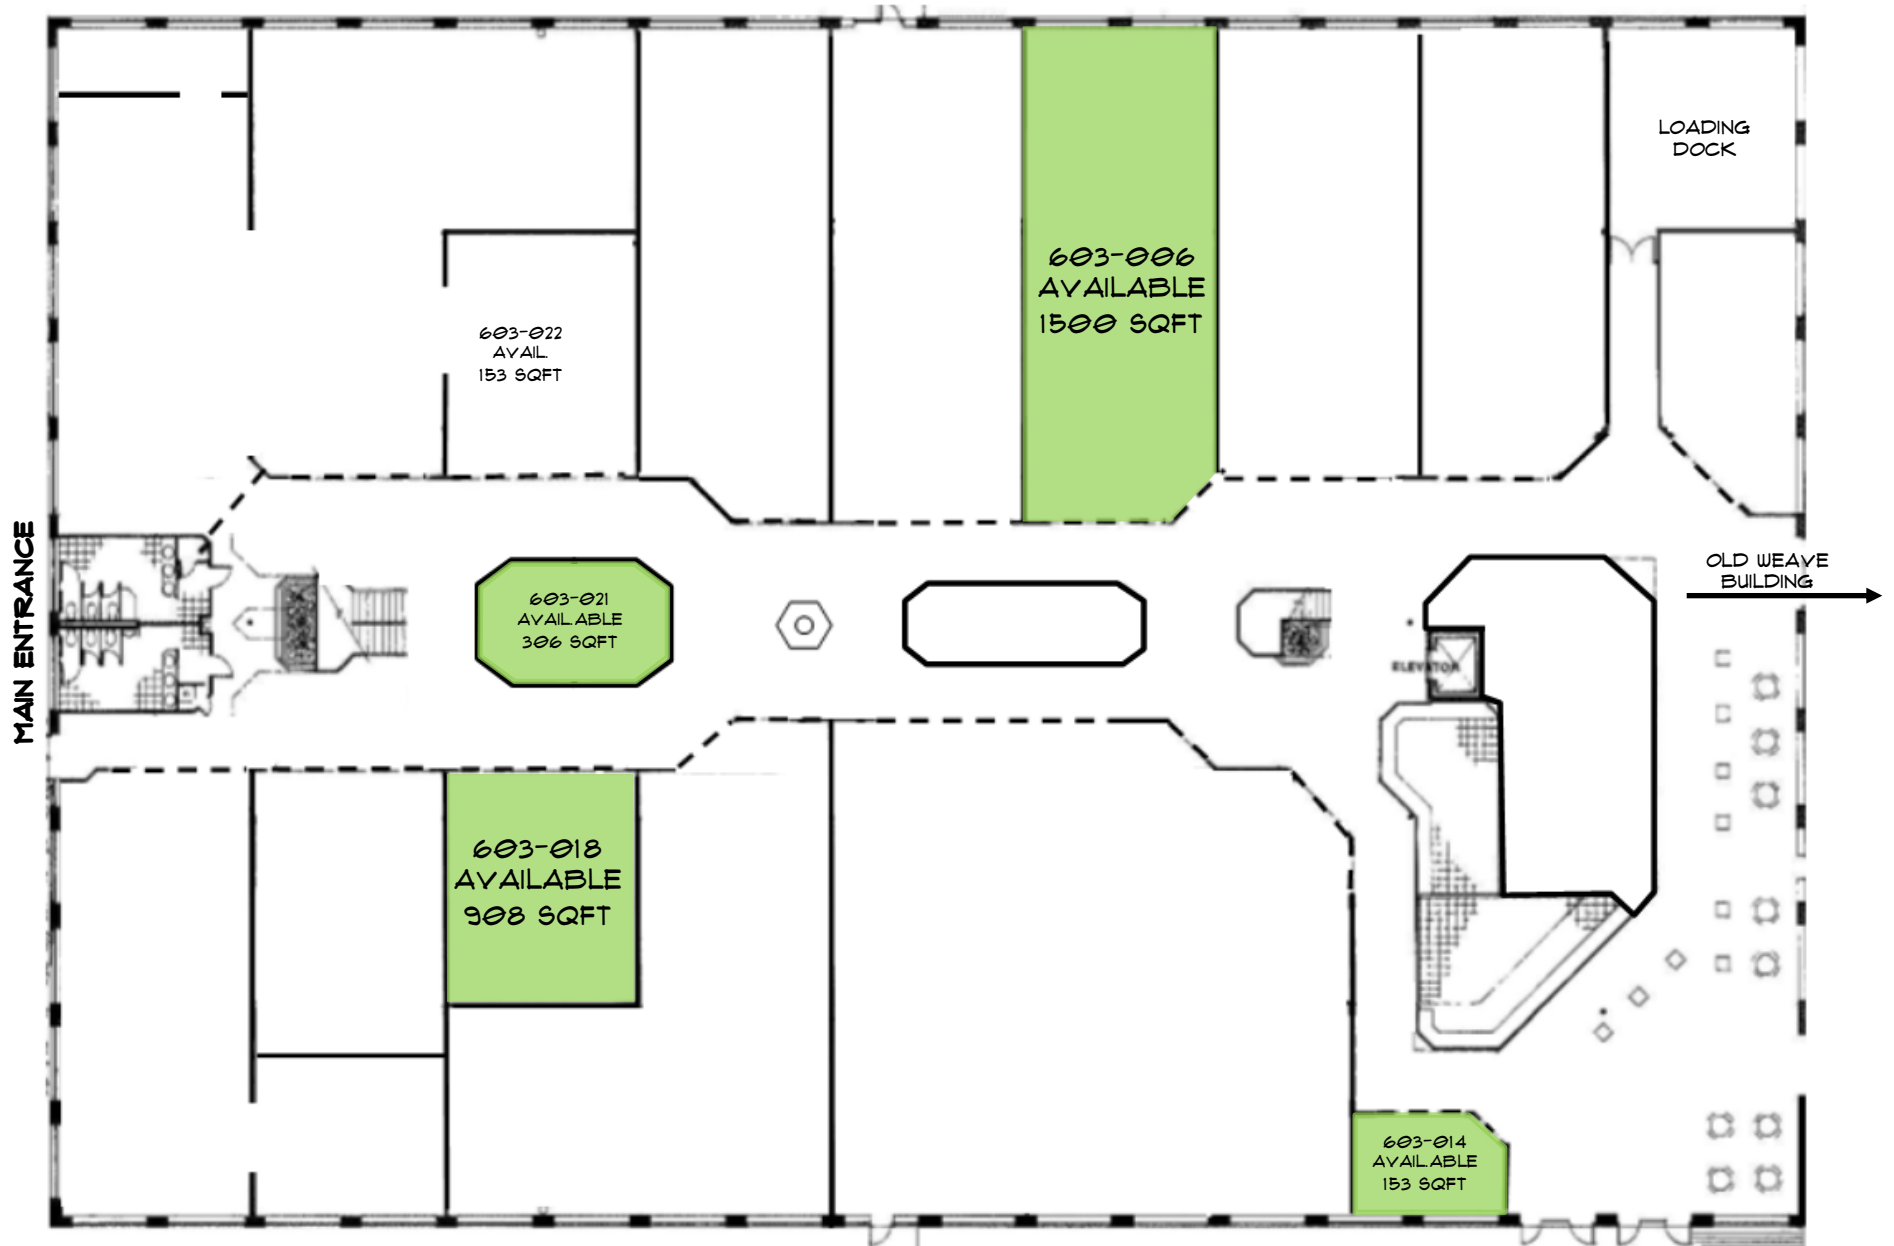 LOADING
DOCK
603-006
AVAILABLE
1500 SQFT
603-022
AVAIL.
153 SQFT
MAIN ENTRANCE
OLD WEAVE
BUILDING
603-021
AVAILABLE
306 SQFT
ELEVATOR
603-018
AVAILABLE
908 SQFT
603-014
AVAILABLE
153 SQFT